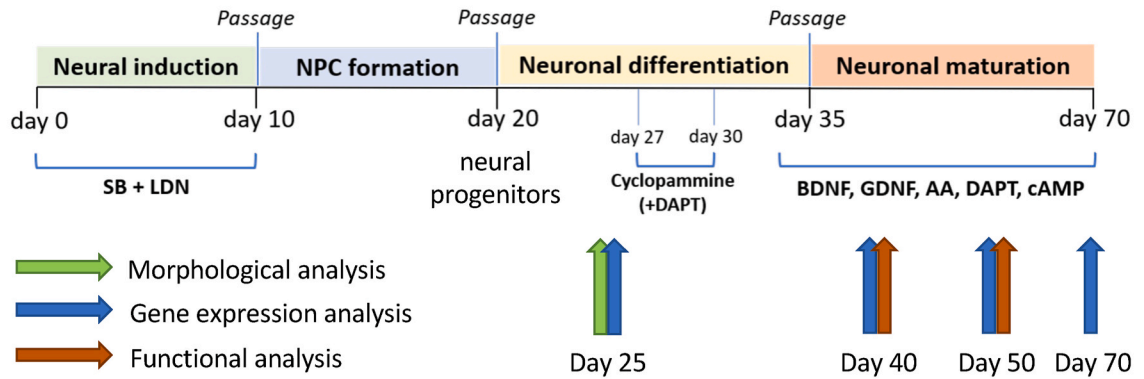 Passage Passage Passage
Neural induction NPC formation Neuronal differentiation Neuronal maturation
day 0 day 10 day 20 day 27 day 30 day 35 day 70
SB + LDN
neural
progenitors
Cyclopammine
(+DAPT)
BDNF, GDNF, AA, DAPT, cAMP
Morphological analysis
Gene expression analysis
Functional analysis
Day 25 Day 40 Day 50 Day 70